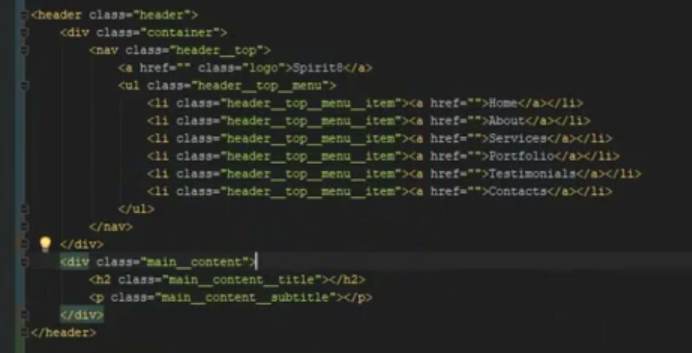 <header class="header">
<div class="container">
<nav class="header__top">
<a href="" class="logo">Spirit8</a>
<ul class="header__top__menu">
<li class="header__top__menu__item"><a href="">Home</a></li>
<li class="header__top__menu__item"><a href="">About</a></li>
<li class="header__top__menu__item"><a href="">Services</a></li>
<li class="header__top__menu__item"><a href="">Portfolio</a></li>
<li class="header__top__menu__item"><a href="">Testimonials</a></li>
<li class="header__top__menu__item"><a href="">Contacts</a></li>
</ul>
</nav>
</div>
<div class="main__content">
<h2 class="main__content__title"></h2>
<p class="main__content__subtitle"></p>
</div>
</header>